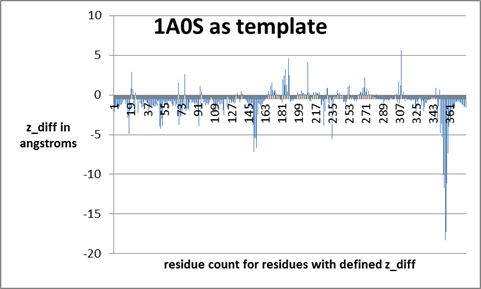 1A0S as template
10
5
0
-5
-10
-15
-20
z_diff in
angstroms
1 19 37 55 73 91 109 127 145 163 181 199 217 235 253 271 289 307 325 343 361
residue count for residues with defined z_diff